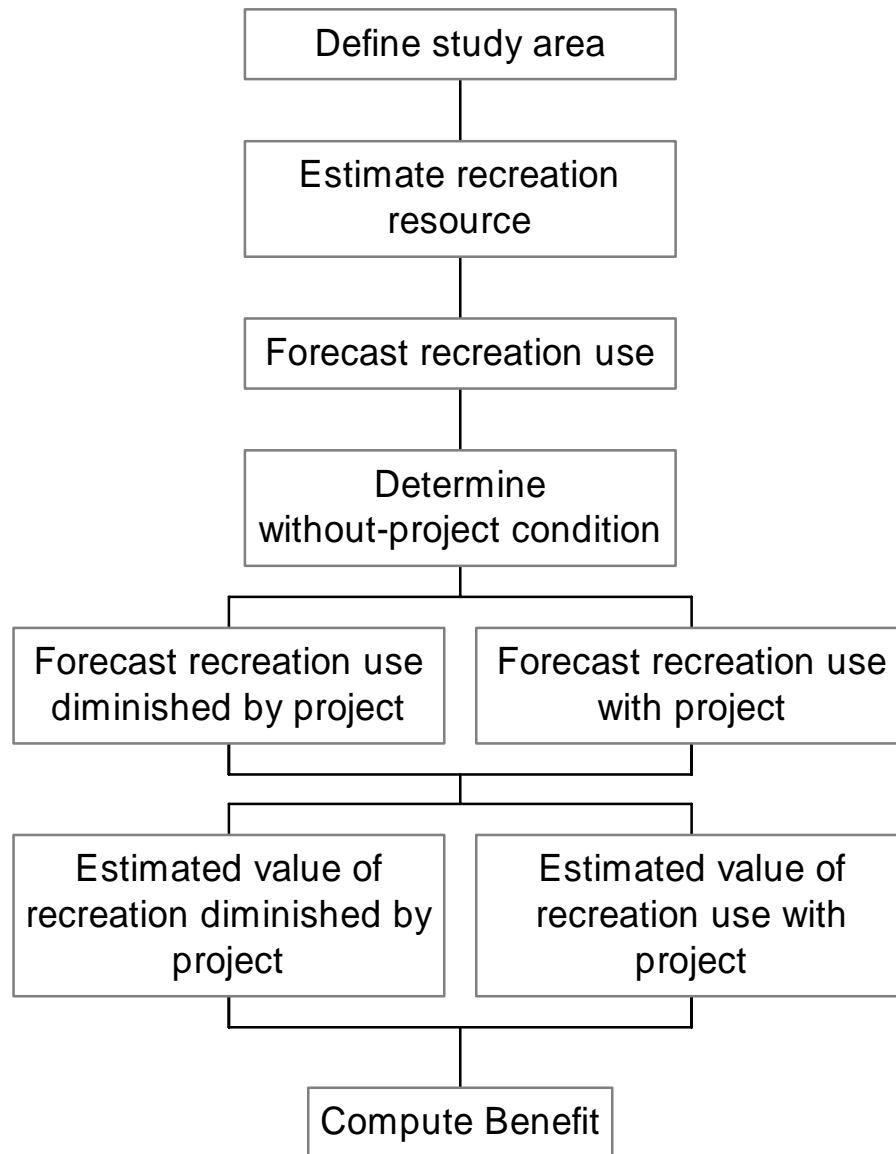 Define study area
Estimate recreation
resource
Forecast recreation use
Determine
without-project condition
Forecast recreation use
diminished by project
Forecast recreation use
with project
Estimated value of
recreation diminished by
project
Estimated value of
recreation use with
project
Compute Benefit